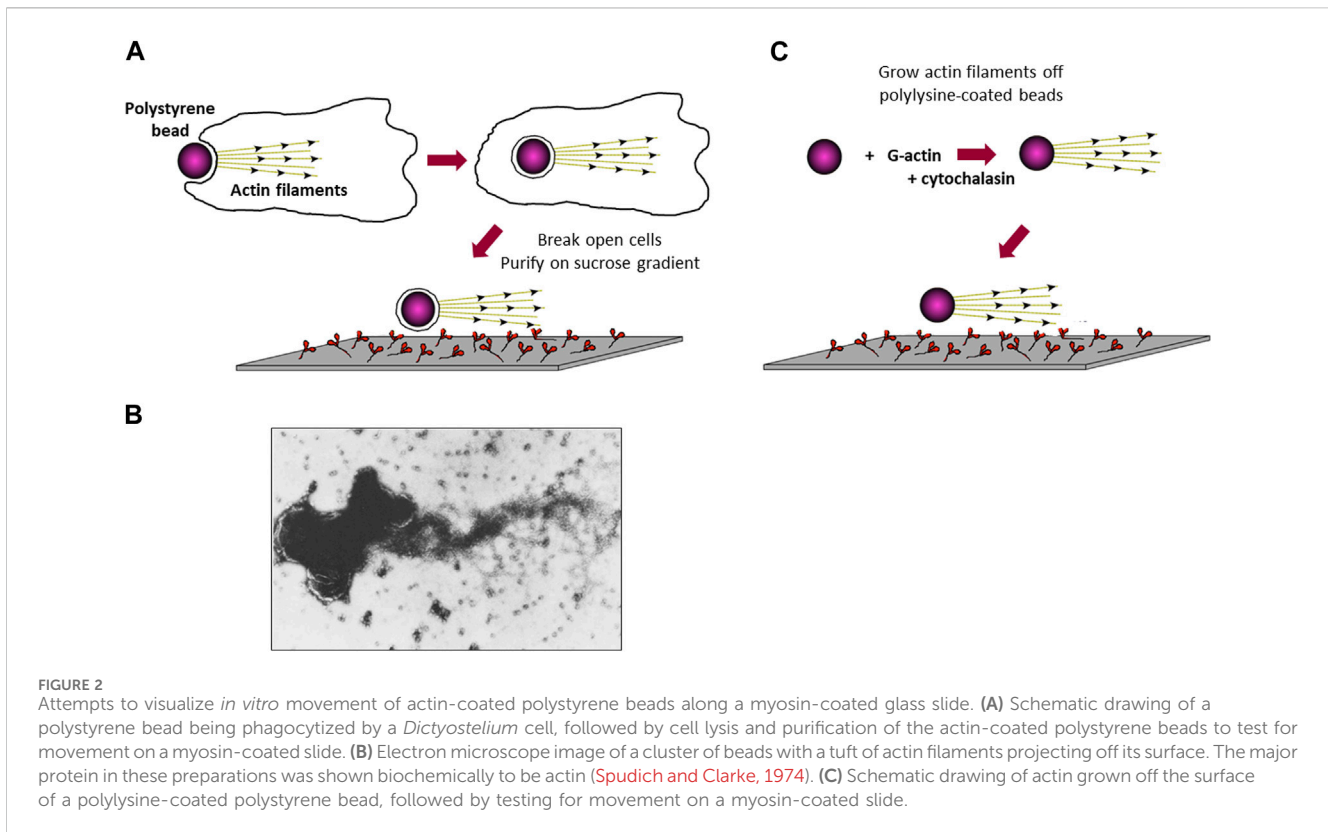 A
Polystyrene
bead
Actin filaments
Break open cells
Purify on sucrose gradient
C
Grow actin filaments off
polylysine-coated beads
+ G-actin
+ cytochalasin
B
FIGURE 2
Attempts to visualize in vitro movement of actin-coated polystyrene beads along a myosin-coated glass slide. (A) Schematic drawing of a
polystyrene bead being phagocytized by a Dictyostelium cell, followed by cell lysis and purification of the actin-coated polystyrene beads to test for
movement on a myosin-coated slide. (B) Electron microscope image of a cluster of beads with a tuft of actin filaments projecting off its surface. The major
protein in these preparations was shown biochemically to be actin (Spudich and Clarke, 1974). (C) Schematic drawing of actin grown off the surface
of a polylysine-coated polystyrene bead, followed by testing for movement on a myosin-coated slide.